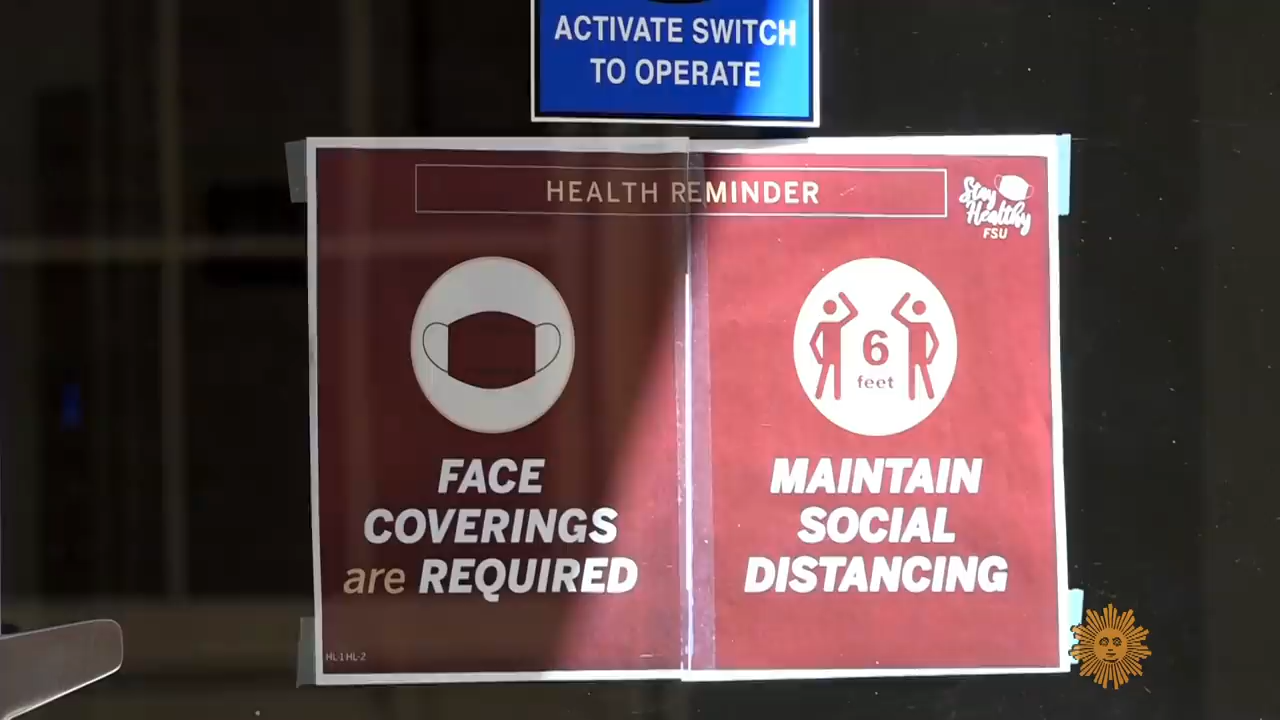 ACTIVATE SWITCH
TO OPERATE
HEALTH REMINDER
Stay
Healthy
FSU
6
feet
FACE
COVERINGS
are REQUIRED
MAINTAIN
SOCIAL
DISTANCING
HL-1 HL-2